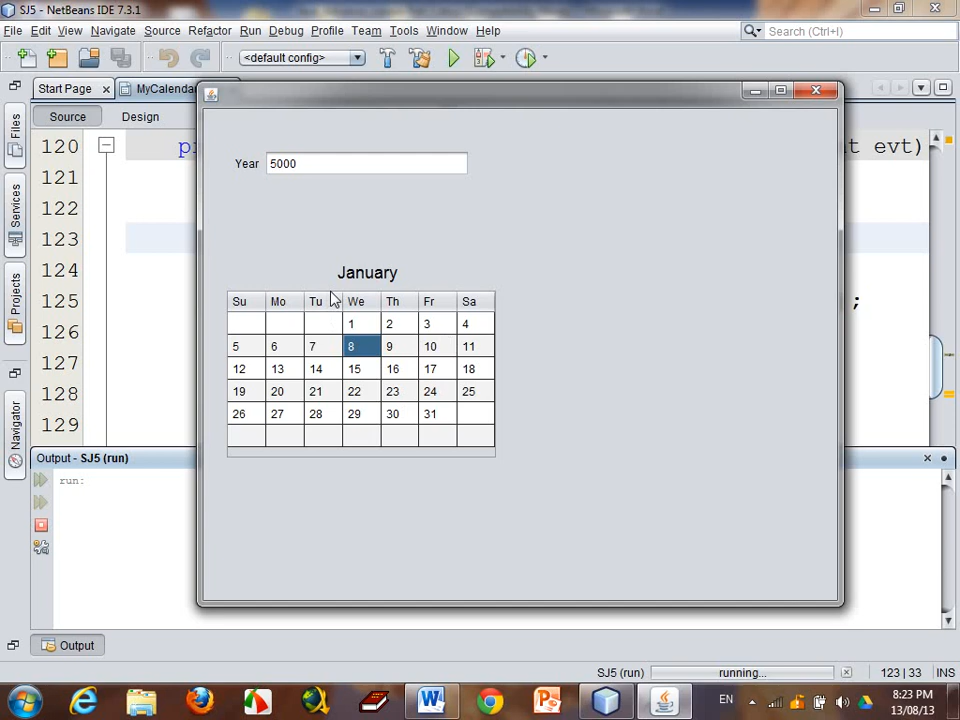 SJ5 - NetBeans IDE 7.3.1
File Edit View Navigate Source Refactor Run Debug Profile Team Tools Window Help
Search (Ctrl+I)
<default config>
Start Page MyCalenda
Source Design
Files
Services
Projects
Navigator
120 pr t evt)
121
122
123
124
125 ;
126
127
128
129
Year 5000
January
Su Mo Tu We Th Fr Sa
1 2 3 4
5 6 7 8 9 10 11
12 13 14 15 16 17 18
19 20 21 22 23 24 25
26 27 28 29 30 31
Output - SJ5 (run)
run:
Output
SJ5 (run) running... 123 | 33 INS
EN 8:23 PM
13/08/13